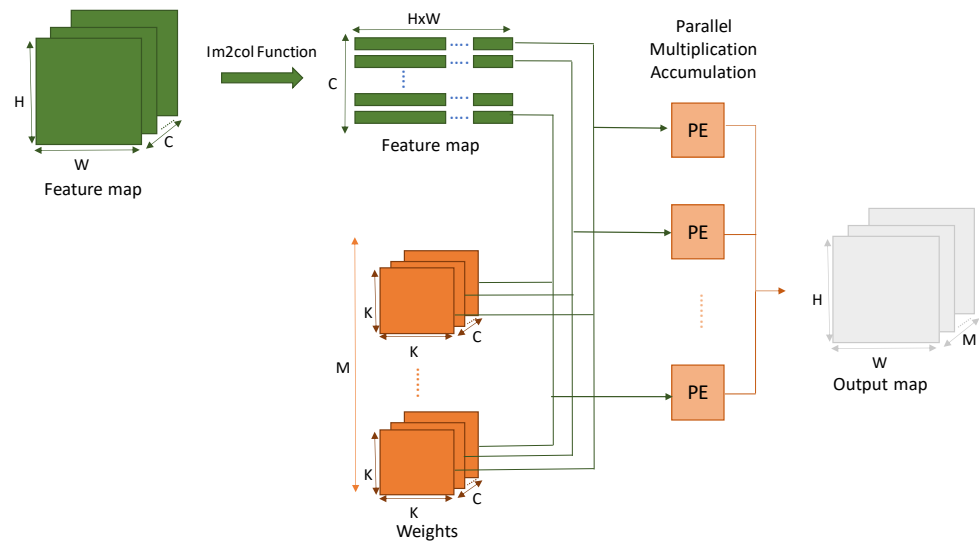 H
W
C
Feature map
Im2col Function
HxW
C
Feature map
M
K
K
C
K
K
C
Weights
Parallel
Multiplication
Accumulation
PE
PE
PE
H
W
M
Output map